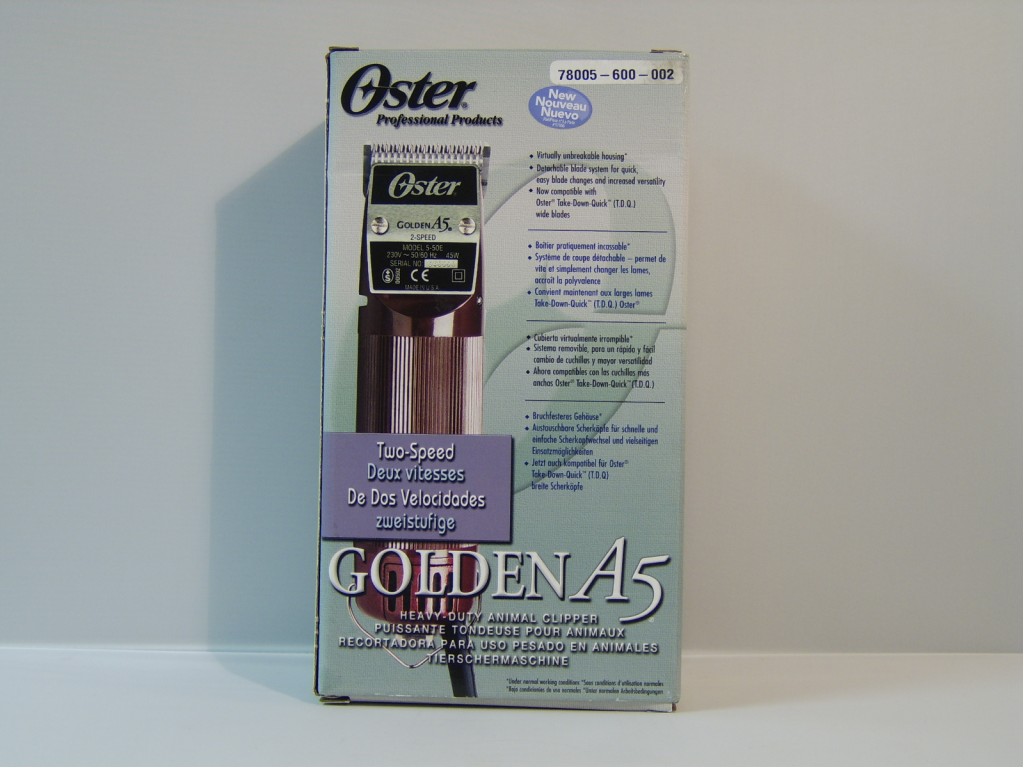 Oster
Professional Products
78005-600-002
New
Nouveau
Nuevo
Oster
GOLDEN A5®
2-SPEED
MODEL 5-50E
230V ~ 50/60 Hz 45W
SERIAL NO
CE
MADE IN U.S.A.
• Virtually unbreakable housing*
• Detachable blade system for quick,
easy blade changes and increased versatility
• Now compatible with
Oster® Take-Down-Quick™ (T.D.Q.)
wide blades
• Boîtier pratiquement incassable*
• Système de coupe détachable – permet de
vite et simplement changer les lames,
accroît la polyvalence
• Convient maintenant aux larges lames
Take-Down-Quick™ (T.D.Q.) Oster®
• Cubierta virtualmente irrompible*
• Sistema removible, para un rápido y fácil
cambio de cuchillas y mayor versatilidad
• Ahora compatibles con las cuchillas más
anchas Oster® Take-Down-Quick™ (T.D.Q.)
• Bruchfesteres Gehäuse*
• Austauschbare Scherköpfe für schnelle und
einfache Scherkopfwechsel und vielseitigen
Einsatzmöglichkeiten
• Jetzt auch kompatibel für Oster®
Take-Down-Quick™ (T.D.Q)
breite Scherköpfe
Two-Speed
Deux vitesses
De Dos Velocidades
zweistufige
GOLDEN A5®
HEAVY-DUTY ANIMAL CLIPPER
PUISSANTE TONDEUSE POUR ANIMAUX
RECORTADORA PARA USO PESADO EN ANIMALES
TIERSCHERMASCHINE
*Under normal working conditions *Sous conditions d'utilisation normales
*Bajo condiciones de uso normales *Unter normalen Arbeitsbedingungen